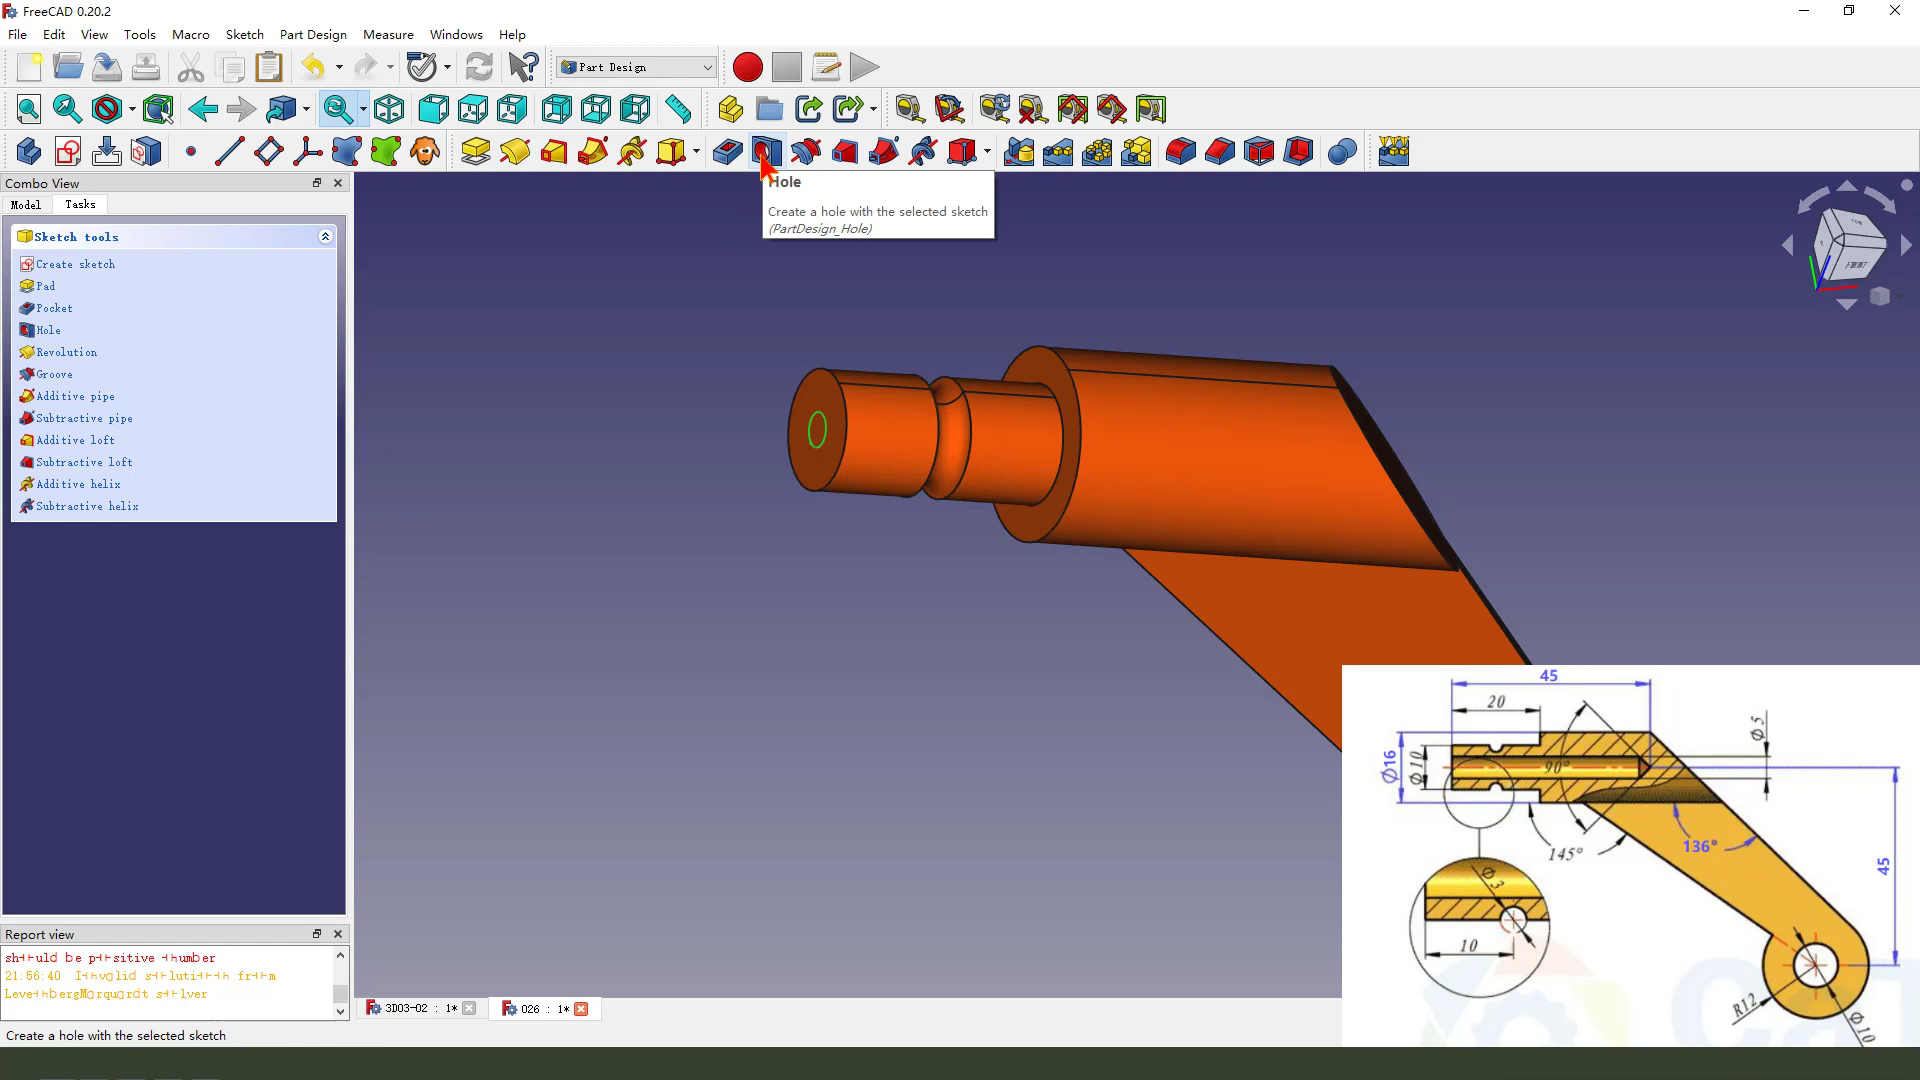 FreeCAD 0.20.2
File Edit View Tools Macro Sketch Part Design Measure Windows Help
Part Design
Combo View
Model Tasks
Sketch tools
Create sketch
Pad
Pocket
Hole
Revolution
Groove
Additive pipe
Subtractive pipe
Additive loft
Subtractive loft
Additive helix
Subtractive helix
Hole
Create a hole with the selected sketch
(PartDesign_Hole)
FRONT
45
20
Ø5
Ø16
Ø10
90°
145°
136°
45
Ø3
10
R12
Ø10
Report view
21:56:40
3D03-02 : 1*
026 : 1*
Create a hole with the selected sketch